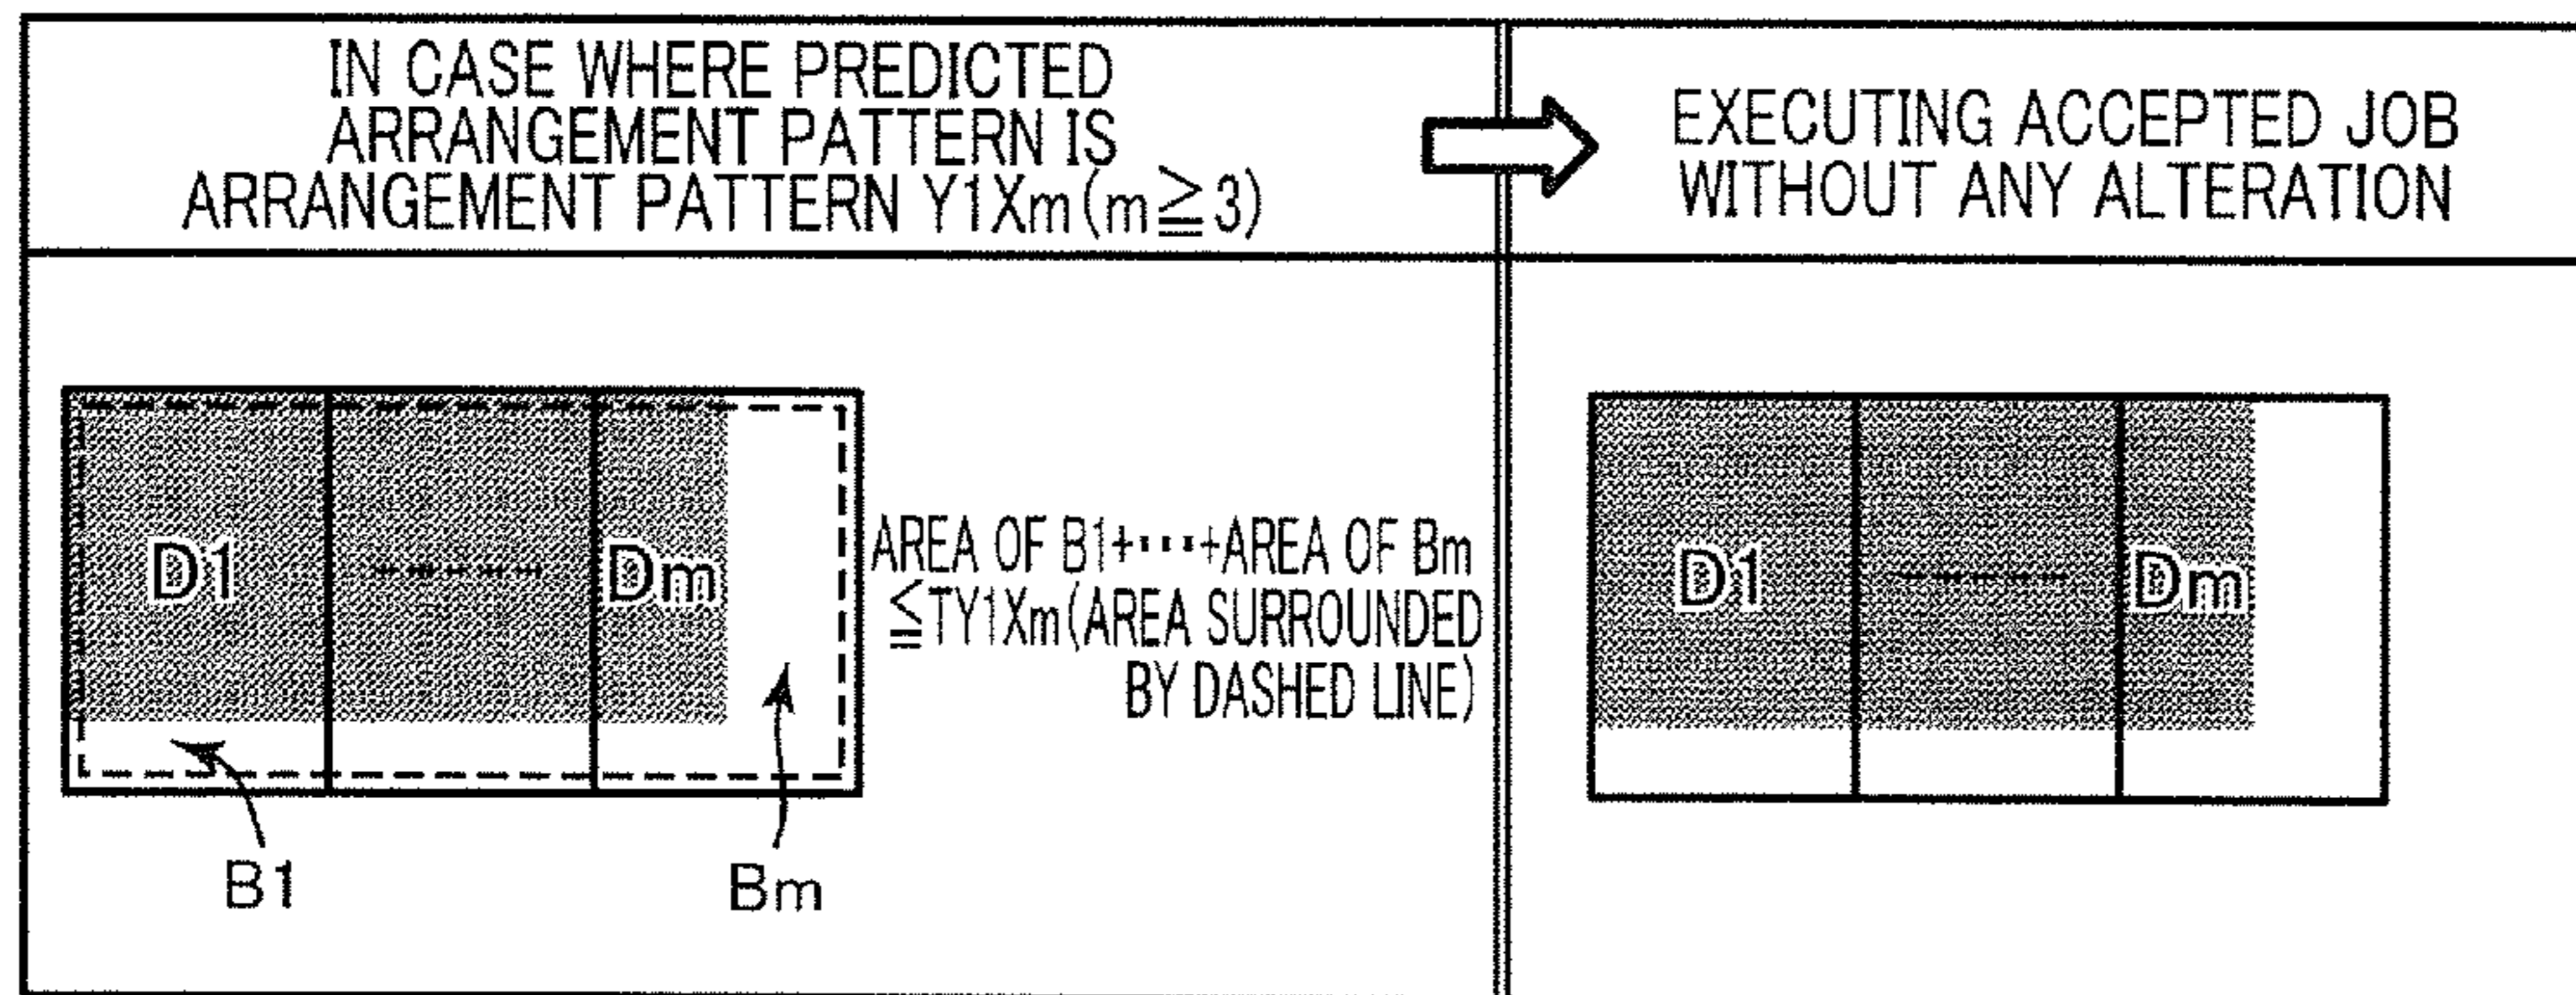 IN CASE WHERE PREDICTED
ARRANGEMENT PATTERN IS
ARRANGEMENT PATTERN Y1Xm(m≧3)
EXECUTING ACCEPTED JOB
WITHOUT ANY ALTERATION
D1
Dm
AREA OF B1+⋯+AREA OF Bm
≦TY1Xm(AREA SURROUNDED
BY DASHED LINE)
B1
Bm
D1
Dm